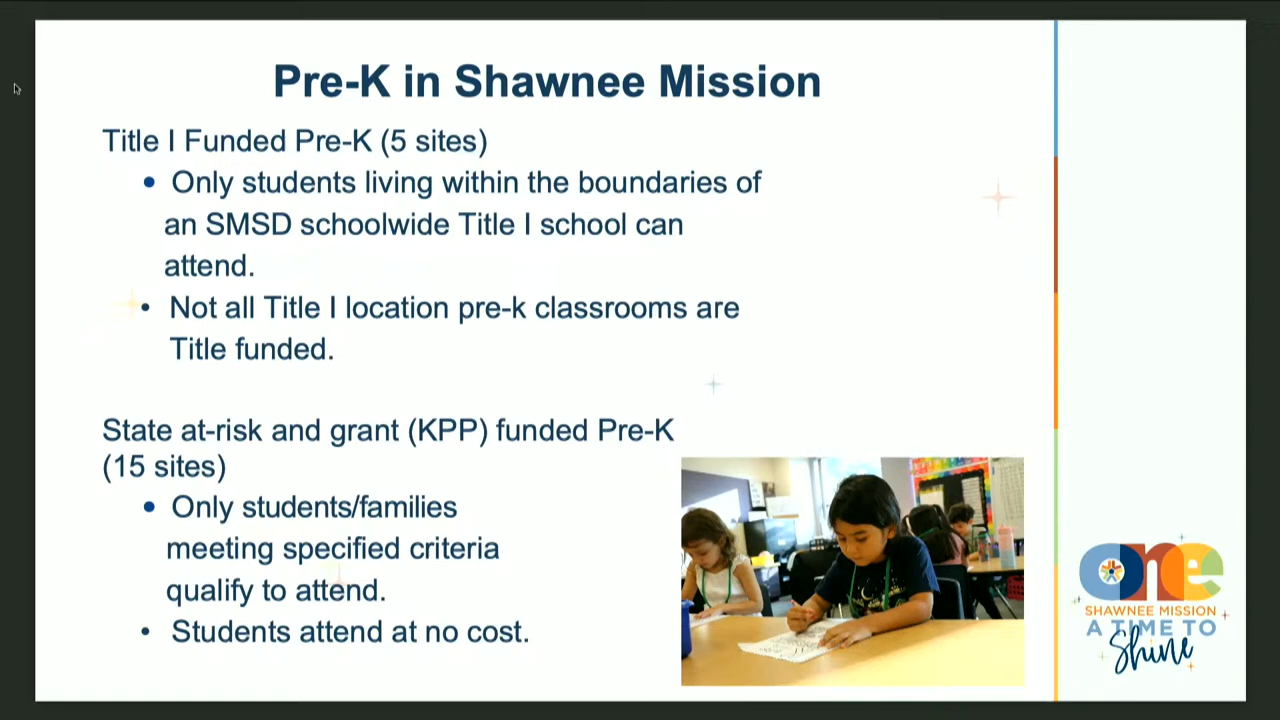 Pre-K in Shawnee Mission
Title I Funded Pre-K (5 sites)
• Only students living within the boundaries of
an SMSD schoolwide Title I school can
attend.
• Not all Title I location pre-k classrooms are
Title funded.
State at-risk and grant (KPP) funded Pre-K
(15 sites)
• Only students/families
meeting specified criteria
qualify to attend.
• Students attend at no cost.
one
SHAWNEE MISSION
A TIME TO
Shine